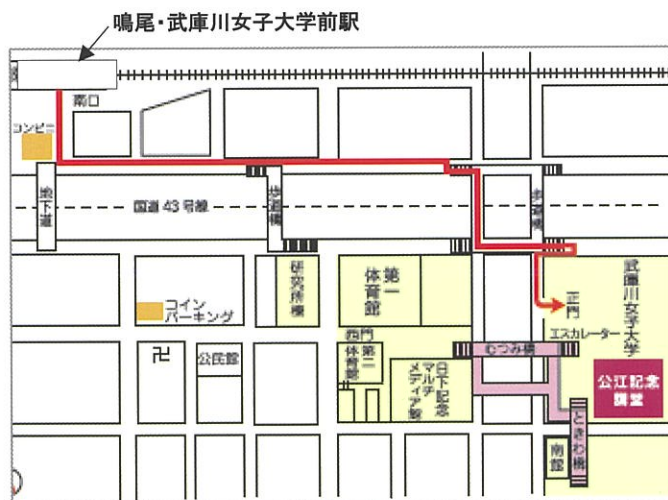 鳴尾・武庫川女子大学前駅
南口
コンビニ
地下道
国道43号線
歩道橋
歩道橋
研究所棟
第一
体育館
正門
武庫川女子大学
エスカレーター
コイン
パーキング
西門
むつみ橋
卍
公民館
第二
体育館
日下記念
マルチ
メディア館
公江記念
講堂
ときわ橋
南館